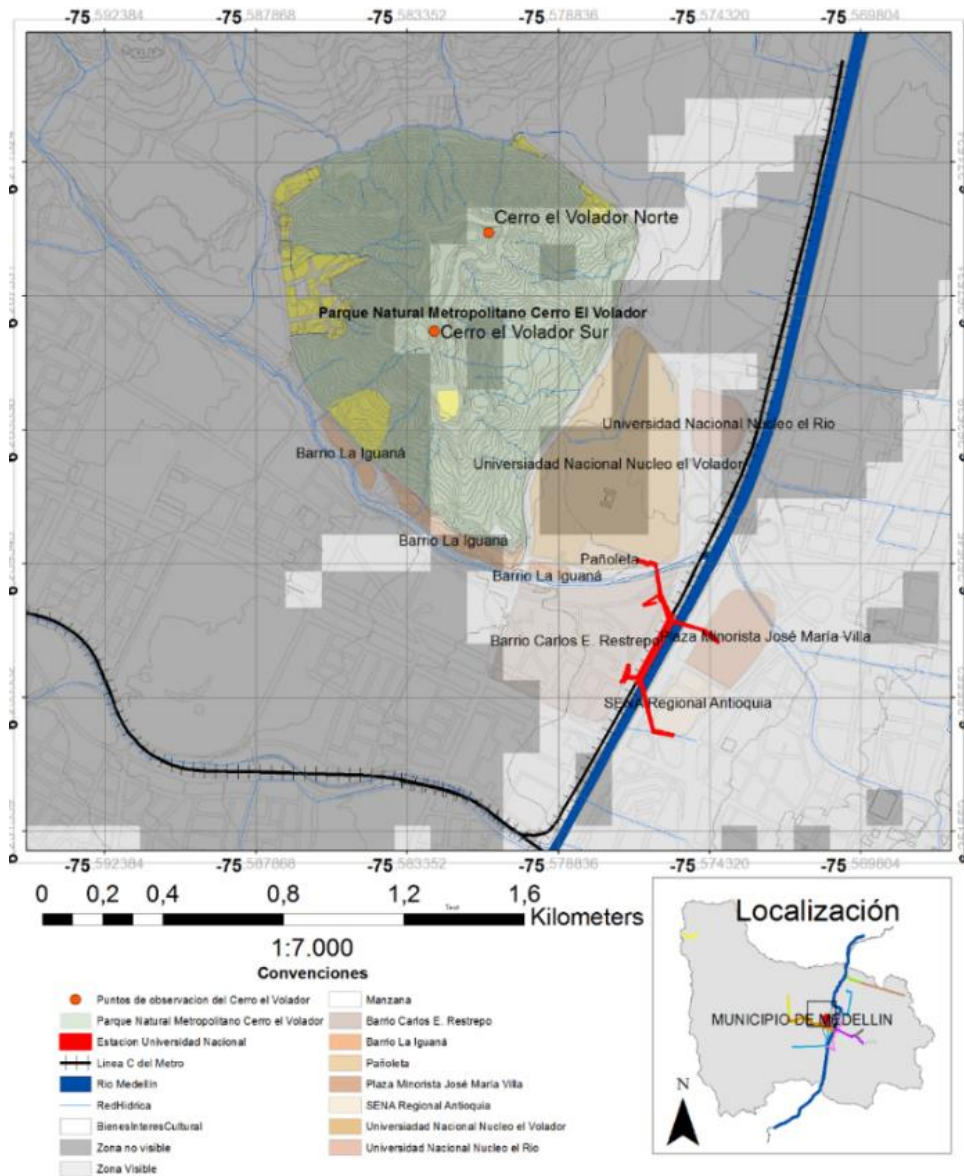 -75,592384 -75,587868 -75,583352 -75,578836 -75,574320 -75,569804
Cerro el Volador Norte
Parque Natural Metropolitano Cerro El Volador
Cerro el Volador Sur
Universidad Nacional Nucleo el Rio
Barrio La Iguaná
Universiadad Nacional Nucleo el Volador
Barrio La Iguaná
Pañoleta
Barrio La Iguaná
Barrio Carlos E. Restrepo
Plaza Minorista José María Villa
SENA Regional Antioquia
-75,592384 -75,587868 -75,583352 -75,578836 -75,574320 -75,569804
0 0,2 0,4 0,8 1,2 1,6
Kilometers
1:7.000
Convenciones
Puntos de observacion del Cerro el Volador
Parque Natural Metropolitano Cerro el Volador
Estacion Universidad Nacional
Linea C del Metro
Rio Medellín
RedHidrica
BienesInteresCultural
Zona no visible
Zona Visible
Manzana
Barrio Carlos E. Restrepo
Barrio La Iguaná
Pañoleta
Plaza Minorista José María Villa
SENA Regional Antioquia
Universiadad Nacional Nucleo el Volador
Universidad Nacional Nucleo el Rio
Localización
MUNICIPIO DE MEDELLIN
N